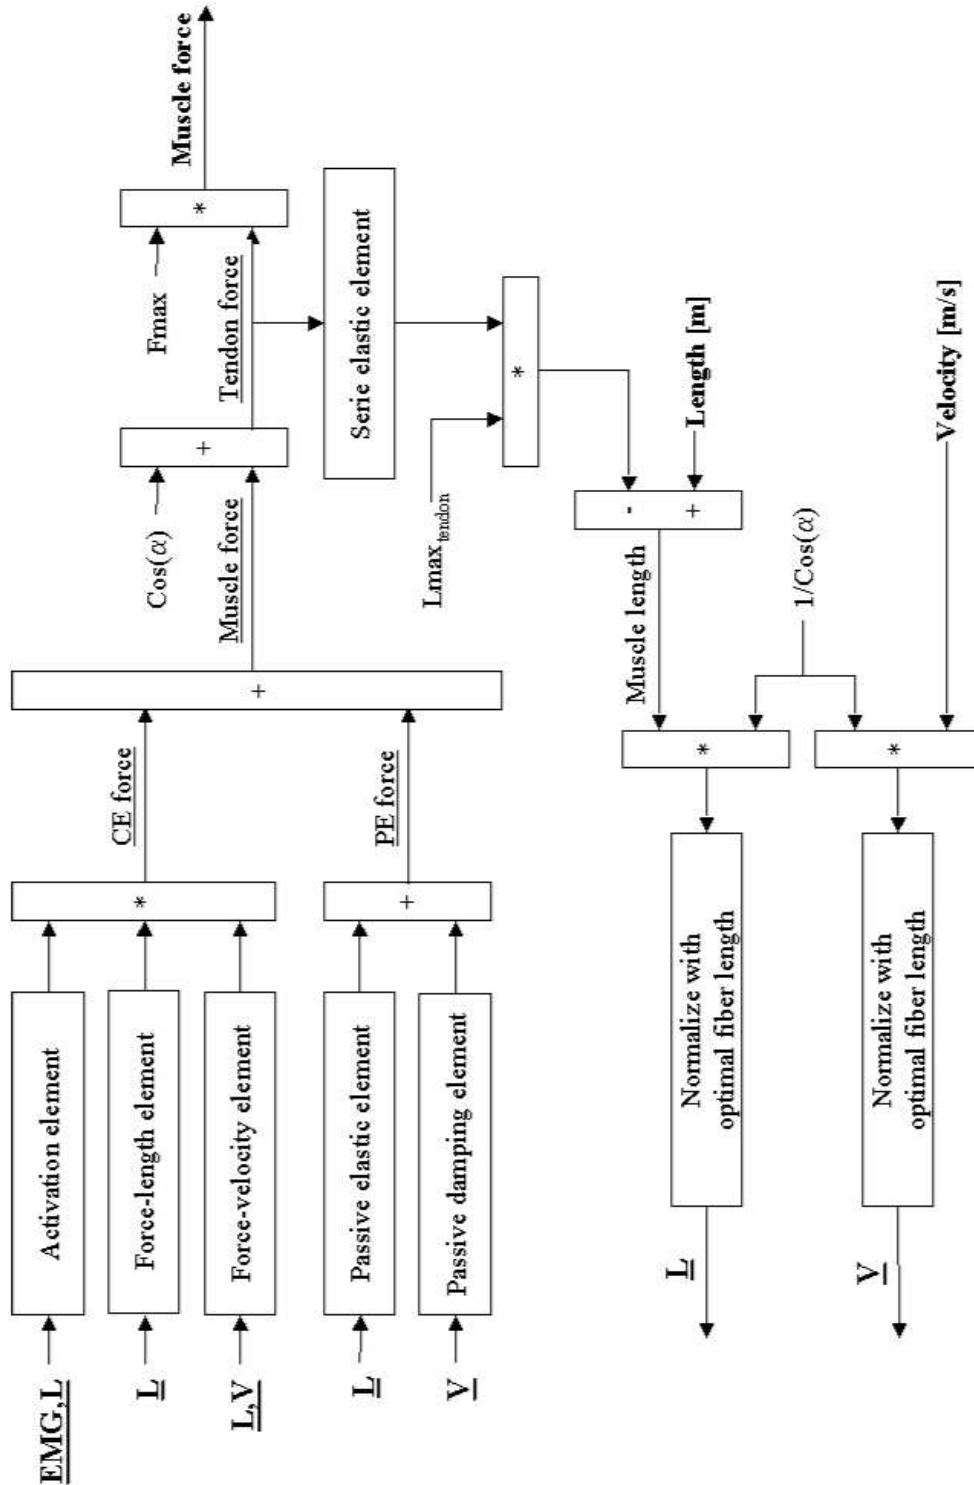 EMG,L
Activation element
L
Force-length element
L,V
Force-velocity element
*
CE force
L
Passive elastic element
V
Passive damping element
+
PE force
+
Muscle force
Cos(α)
+
Tendon force
Fmax
*
Muscle force
Serie elastic element
Lmaxtendon
*
Length [m]
-
+
Muscle length
1/Cos(α)
Velocity [m/s]
*
*
Normalize with
optimal fiber length
L
Normalize with
optimal fiber length
V